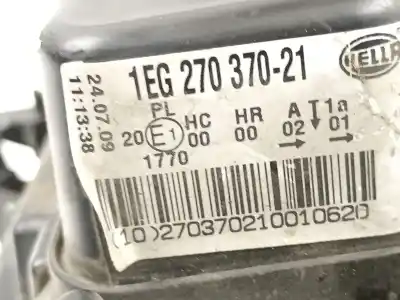 1EG 270 370-21
HELLA
24.07.09
11:13:38
PL HC HR A 1a
20 E1 00 00 02 01
1770
(10)27037021001062